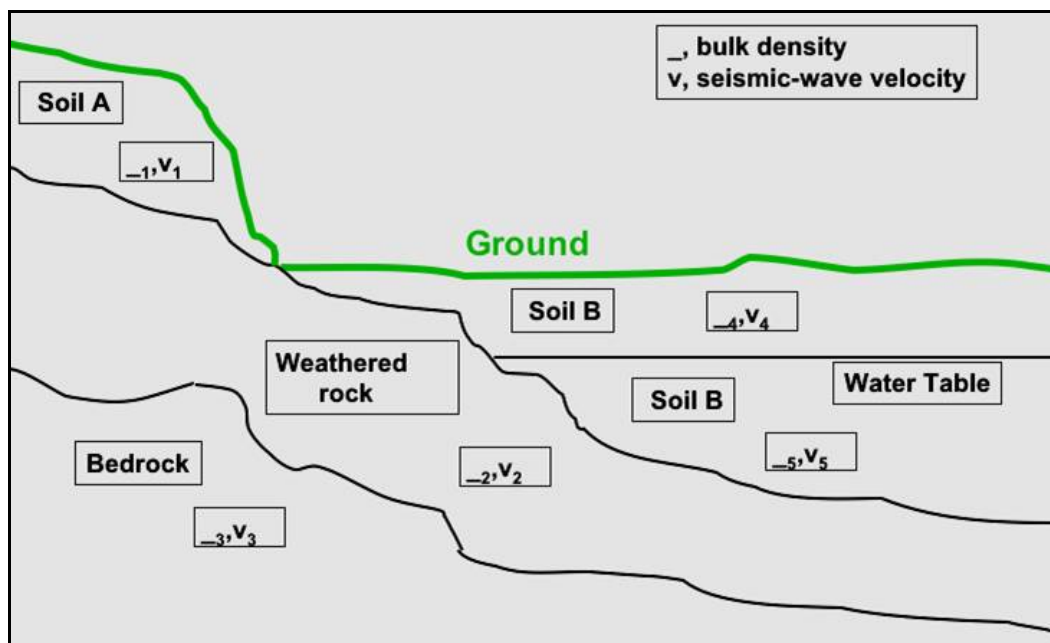 _, bulk density
v, seismic-wave velocity
Soil A
_1,v1
Ground
Soil B
_4,v4
Weathered
rock
Water Table
Soil B
Bedrock
_2,v2
_5,v5
_3,v3